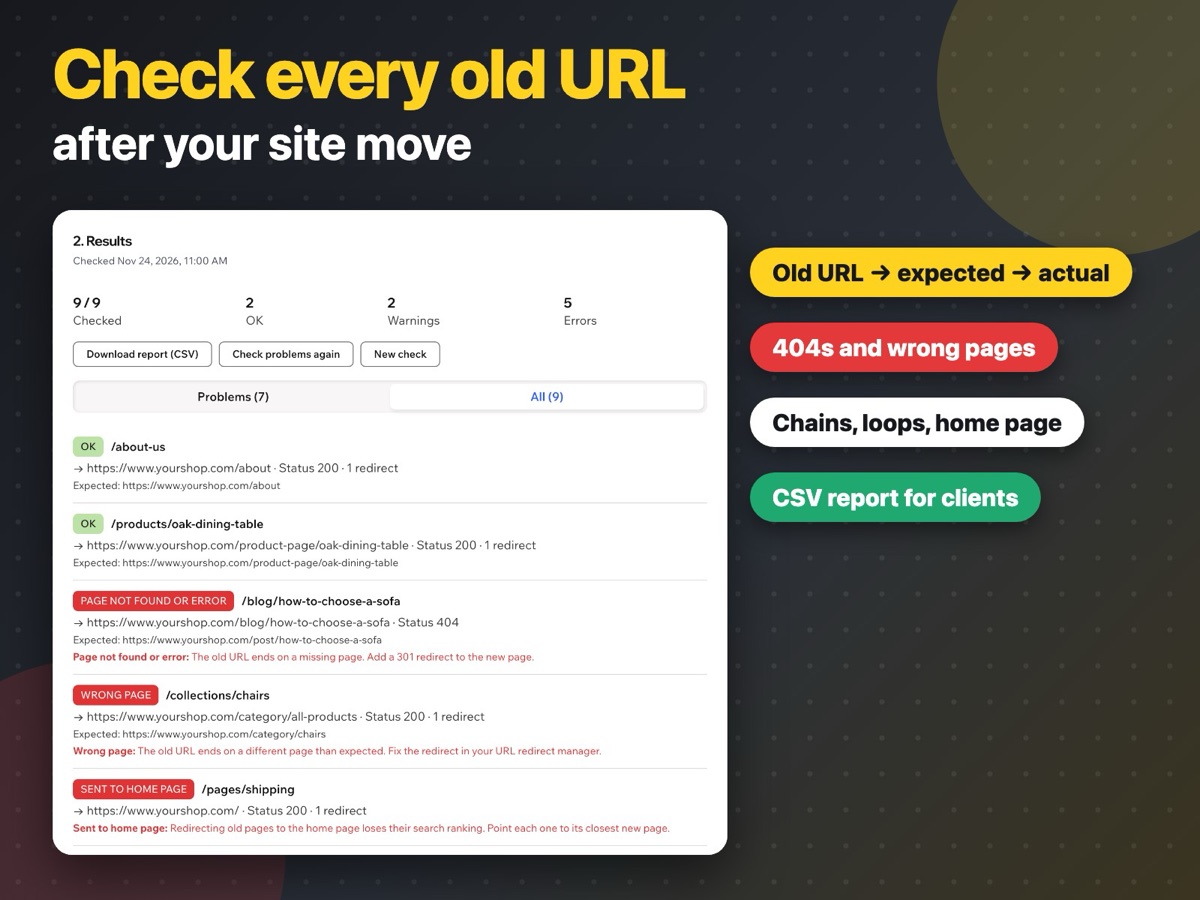 Check every old URL
after your site move
2. Results
Checked Nov 24, 2026, 11:00 AM
9 / 9
Checked
2
OK
2
Warnings
5
Errors
Download report (CSV)
Check problems again
New check
Problems (7)
All (9)
OK /about-us
→ https://www.yourshop.com/about · Status 200 · 1 redirect
Expected: https://www.yourshop.com/about
OK /products/oak-dining-table
→ https://www.yourshop.com/product-page/oak-dining-table · Status 200 · 1 redirect
Expected: https://www.yourshop.com/product-page/oak-dining-table
PAGE NOT FOUND OR ERROR /blog/how-to-choose-a-sofa
→ https://www.yourshop.com/blog/how-to-choose-a-sofa · Status 404
Expected: https://www.yourshop.com/post/how-to-choose-a-sofa
Page not found or error: The old URL ends on a missing page. Add a 301 redirect to the new page.
WRONG PAGE /collections/chairs
→ https://www.yourshop.com/category/all-products · Status 200 · 1 redirect
Expected: https://www.yourshop.com/category/chairs
Wrong page: The old URL ends on a different page than expected. Fix the redirect in your URL redirect manager.
SENT TO HOME PAGE /pages/shipping
→ https://www.yourshop.com/ · Status 200 · 1 redirect
Sent to home page: Redirecting old pages to the home page loses their search ranking. Point each one to its closest new page.
Old URL → expected → actual
404s and wrong pages
Chains, loops, home page
CSV report for clients